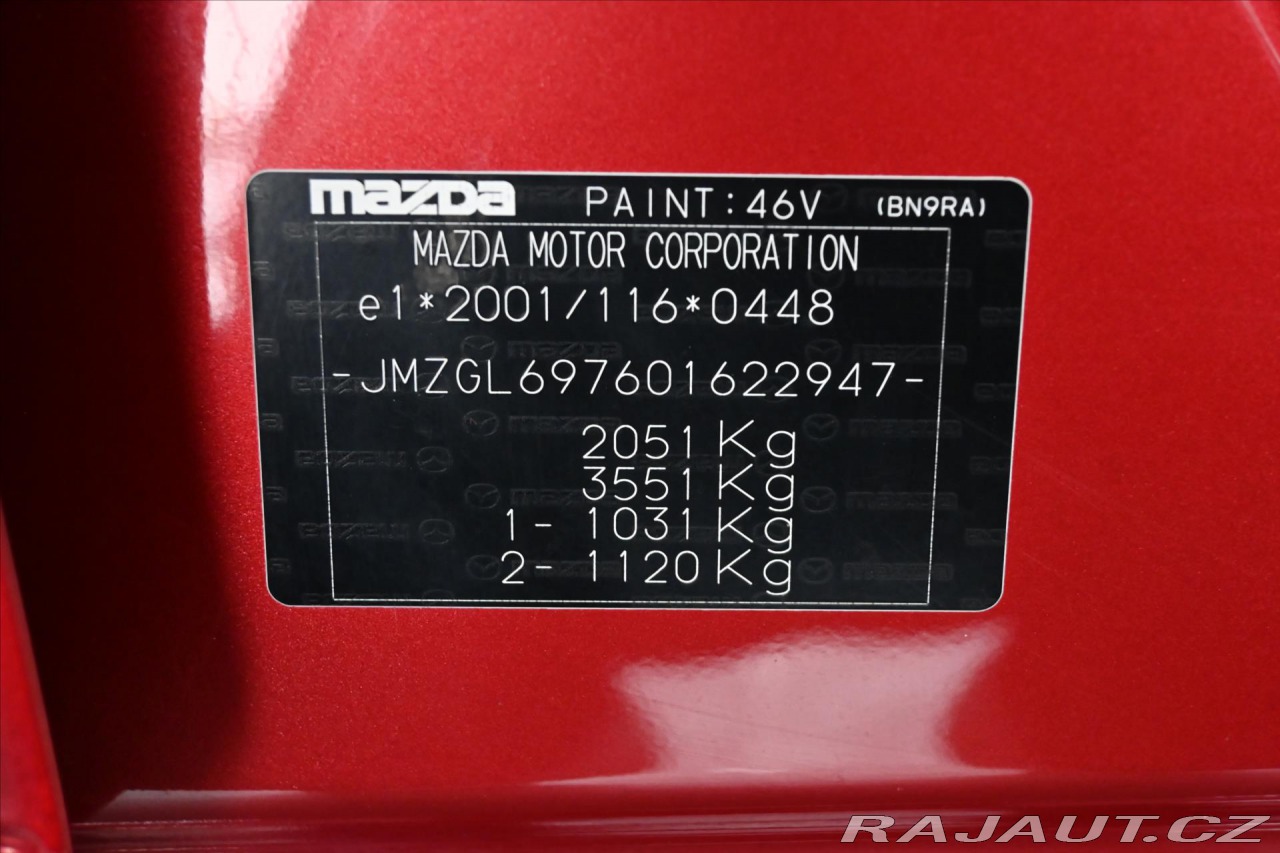 mazda PAINT:46V (BN9RA)
MAZDA MOTOR CORPORATION
e1*2001/116*0448
-JMZGL697601622947-
2051Kg
3551Kg
1- 1031Kg
2- 1120Kg
RAJAUT.CZ